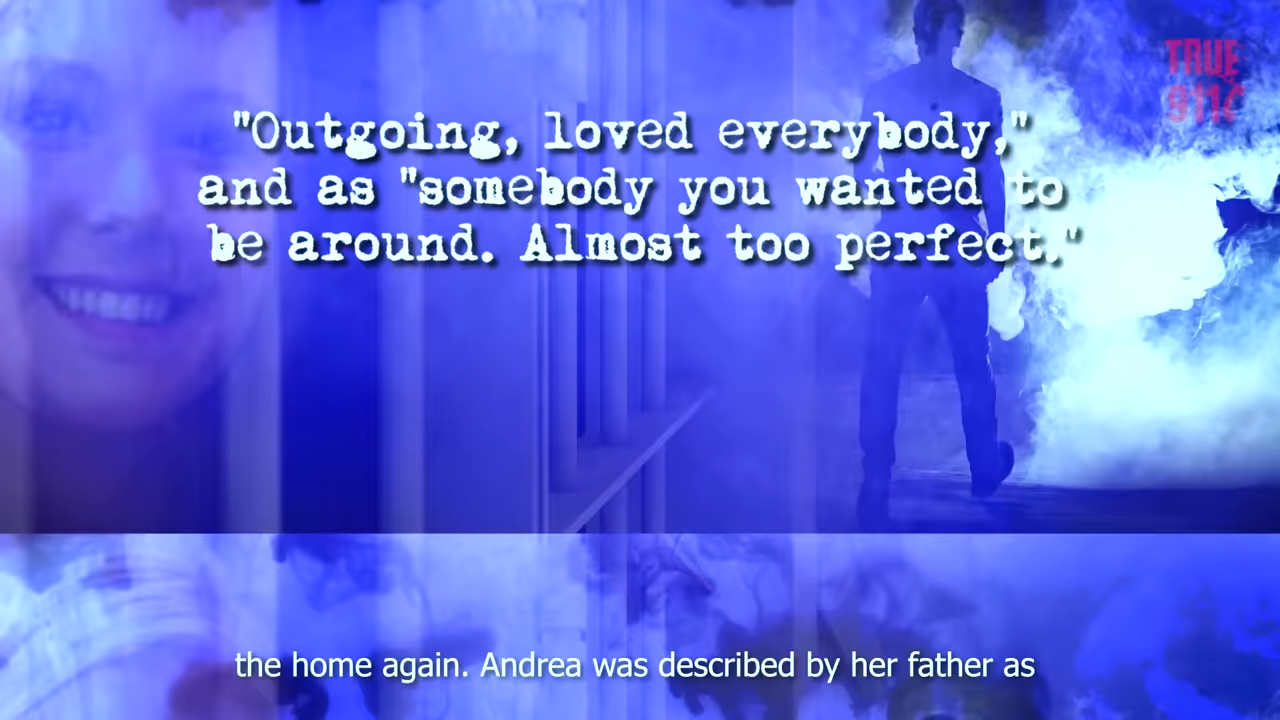 TRUE
911
"Outgoing, loved everybody,"
and as "somebody you wanted to
be around. Almost too perfect."
the home again. Andrea was described by her father as